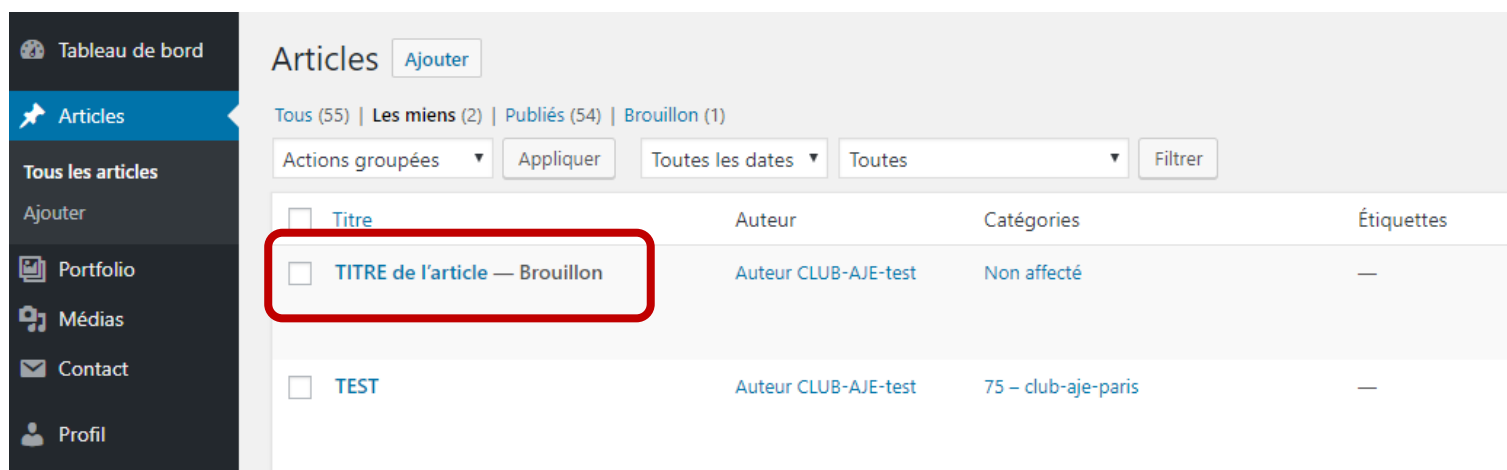 Tableau de bord
Articles
Tous les articles
Ajouter
Portfolio
Médias
Contact
Profil
Articles Ajouter
Tous (55) | Les miens (2) | Publiés (54) | Brouillon (1)
Actions groupées Appliquer Toutes les dates Toutes Filtrer
Titre Auteur Catégories Étiquettes
TITRE de l’article — Brouillon Auteur CLUB-AJE-test Non affecté —
TEST Auteur CLUB-AJE-test 75 – club-aje-paris —